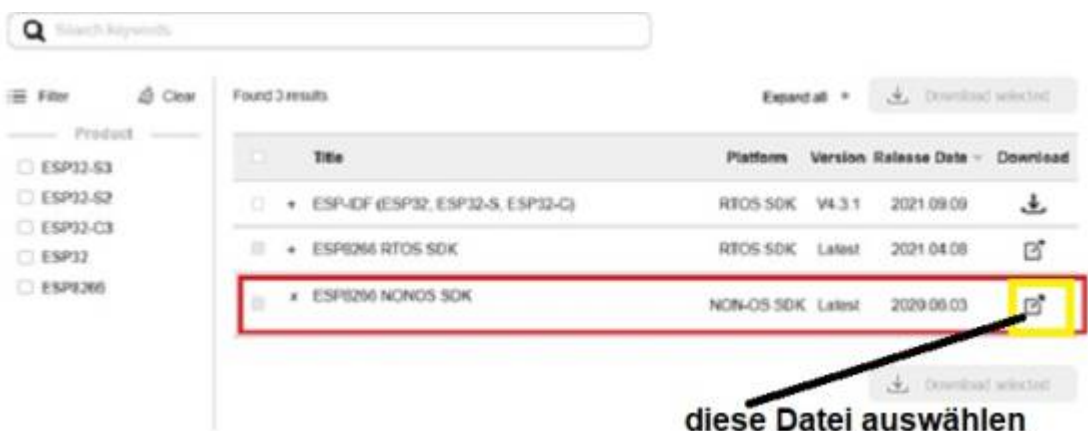 Search keywords
Filter Clear
Product
ESP32-S3
ESP32-S2
ESP32-C3
ESP32
ESP8266
Found 3 results
Expand all
Download selected
Title Platform Version Release Date Download
ESP-IDF (ESP32, ESP32-S, ESP32-C) RTOS SDK V4.3.1 2021.09.09
ESP8266 RTOS SDK RTOS SDK Latest 2021.04.08
ESP8266 NONOS SDK NON-OS SDK Latest 2020.06.03
Download selected
diese Datei auswählen